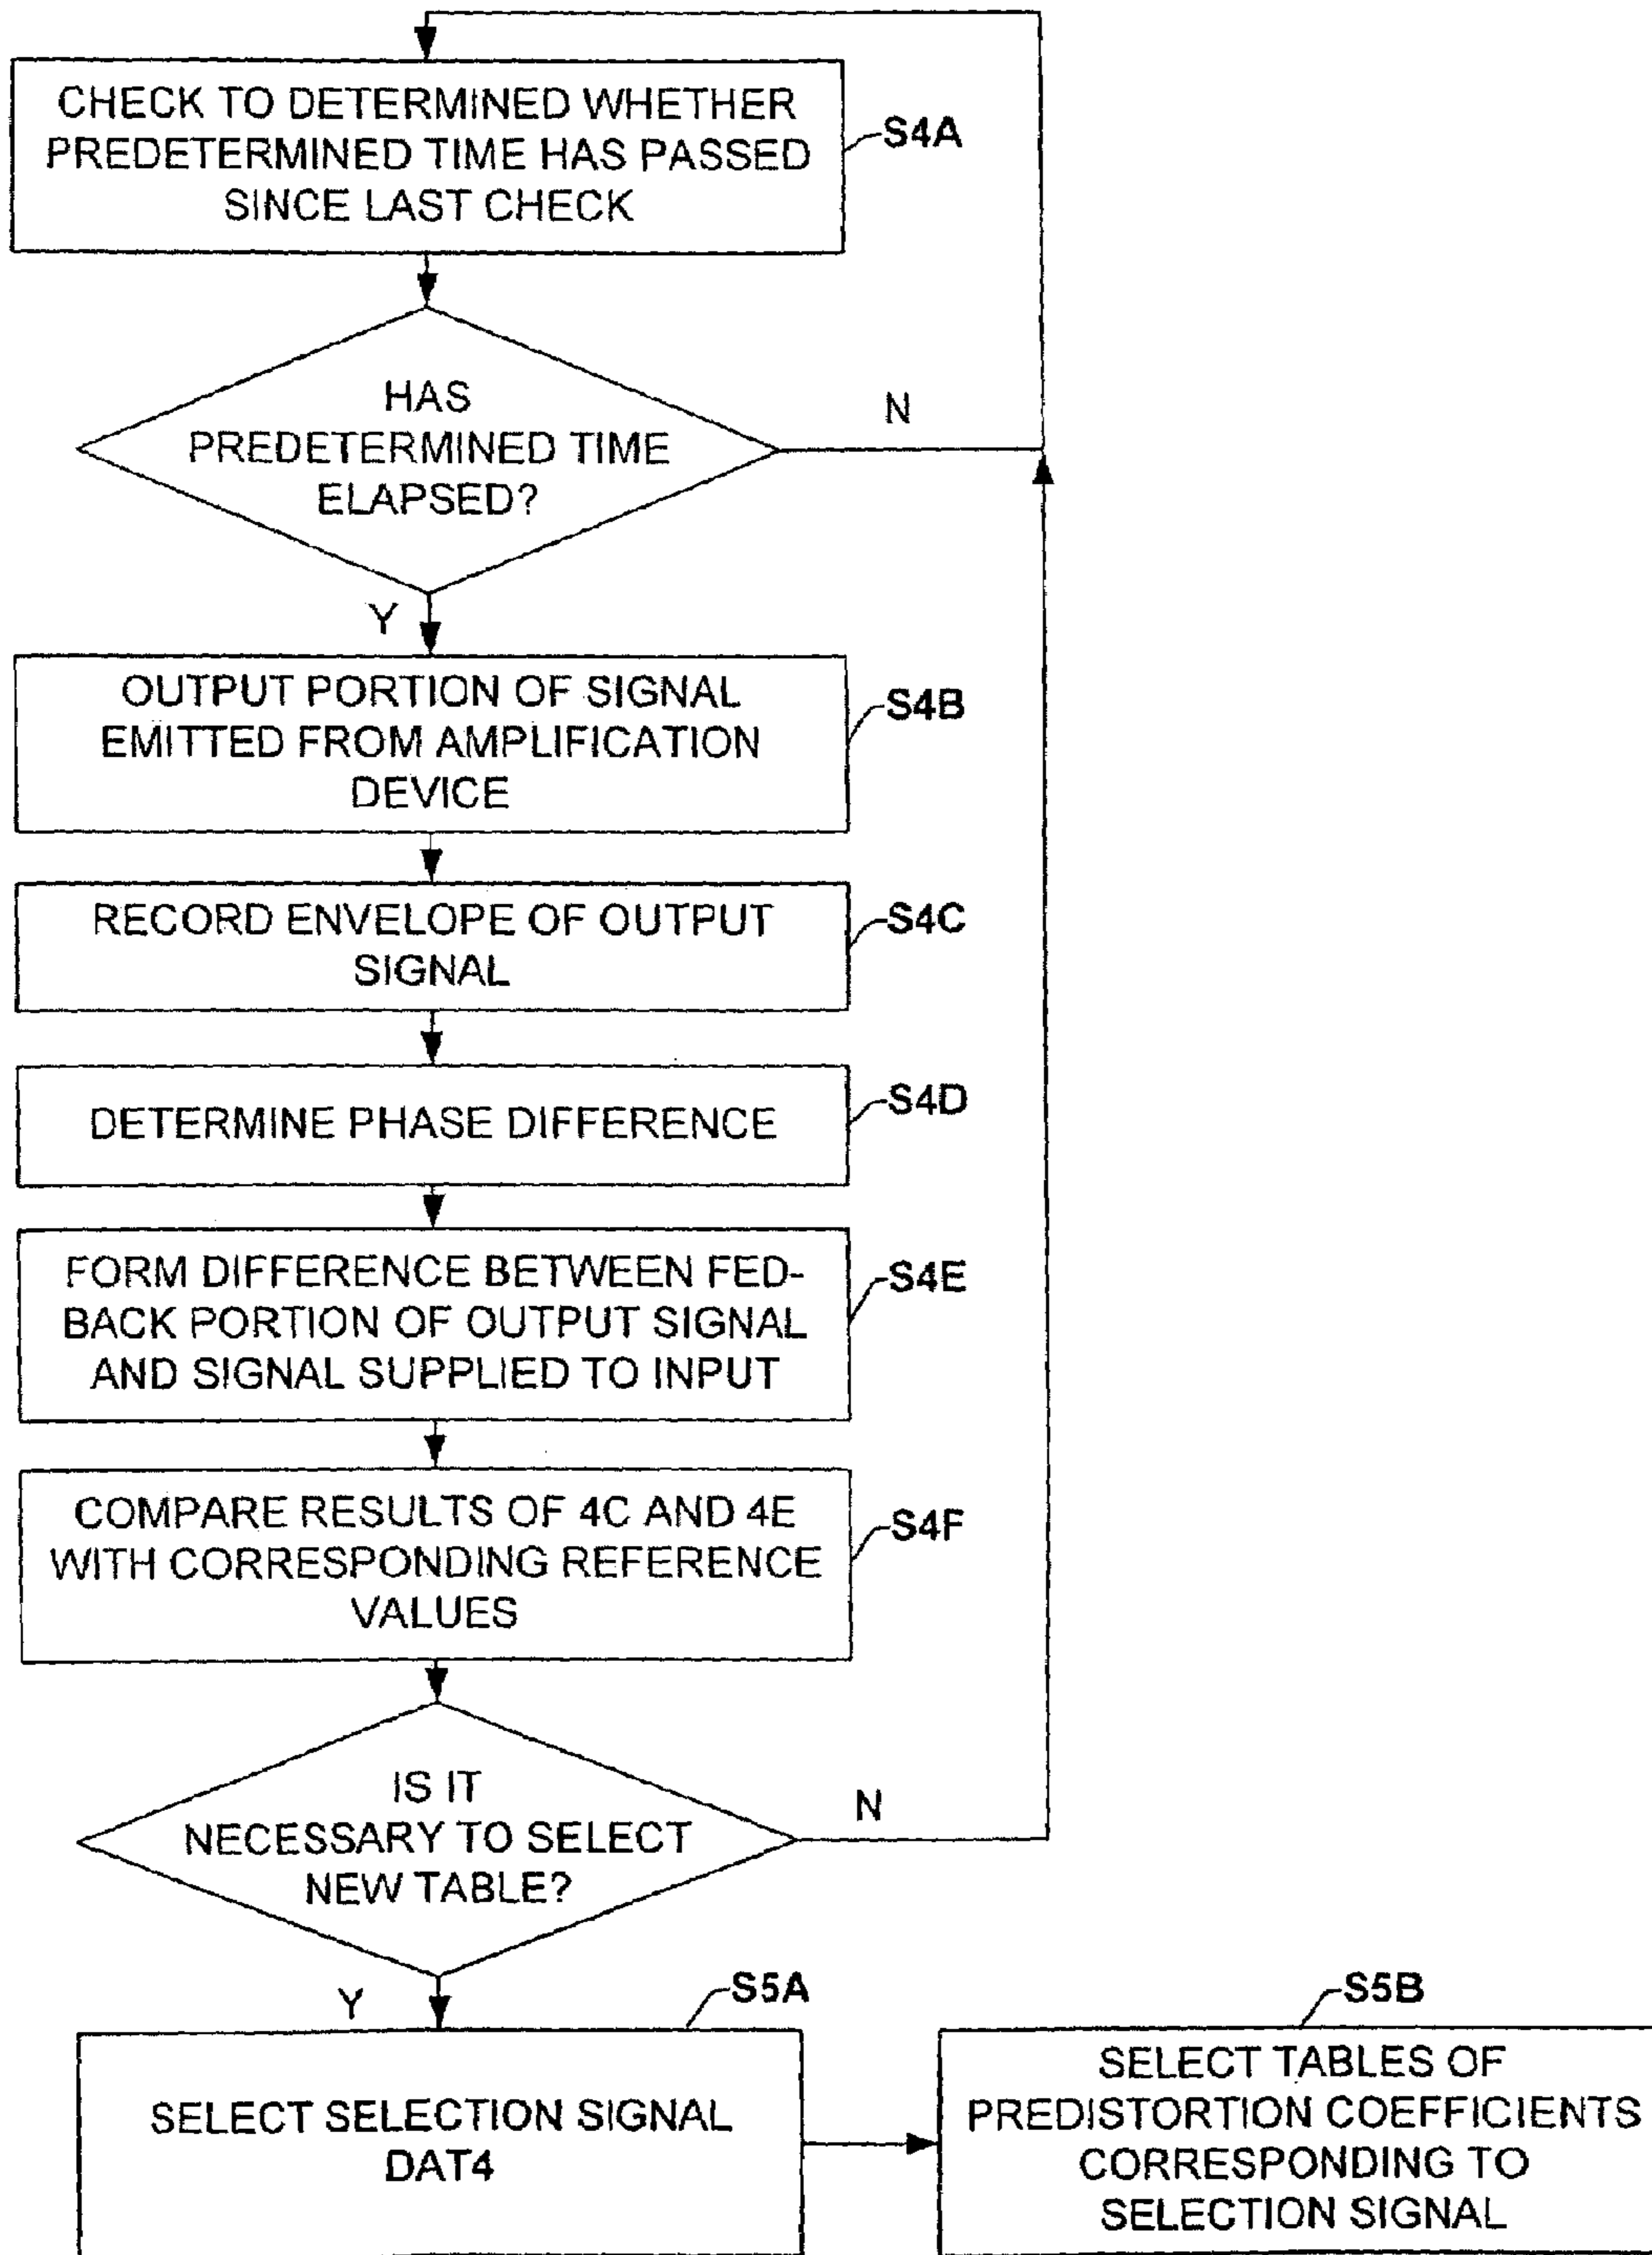 CHECK TO DETERMINED WHETHER
PREDETERMINED TIME HAS PASSED
SINCE LAST CHECK
S4A
HAS
PREDETERMINED TIME
ELAPSED?
N
Y
OUTPUT PORTION OF SIGNAL
EMITTED FROM AMPLIFICATION
DEVICE
S4B
RECORD ENVELOPE OF OUTPUT
SIGNAL
S4C
DETERMINE PHASE DIFFERENCE
S4D
FORM DIFFERENCE BETWEEN FED-
BACK PORTION OF OUTPUT SIGNAL
AND SIGNAL SUPPLIED TO INPUT
S4E
COMPARE RESULTS OF 4C AND 4E
WITH CORRESPONDING REFERENCE
VALUES
S4F
IS IT
NECESSARY TO SELECT
NEW TABLE?
N
Y
S5A
SELECT SELECTION SIGNAL
DAT4
S5B
SELECT TABLES OF
PREDISTORTION COEFFICIENTS
CORRESPONDING TO
SELECTION SIGNAL